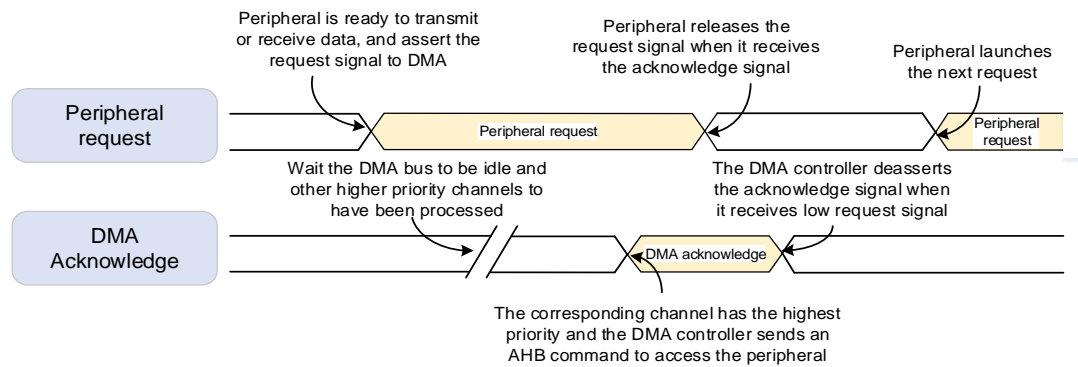 Peripheral is ready to transmit
or receive data, and assert the
request signal to DMA
Peripheral releases the
request signal when it receives
the acknowledge signal
Peripheral launches
the next request
Peripheral
request
Peripheral request
Peripheral
request
Wait the DMA bus to be idle and
other higher priority channels to
have been processed
The DMA controller deasserts
the acknowledge signal when
it receives low request signal
DMA
Acknowledge
DMA acknowledge
The corresponding channel has the highest
priority and the DMA controller sends an
AHB command to access the peripheral